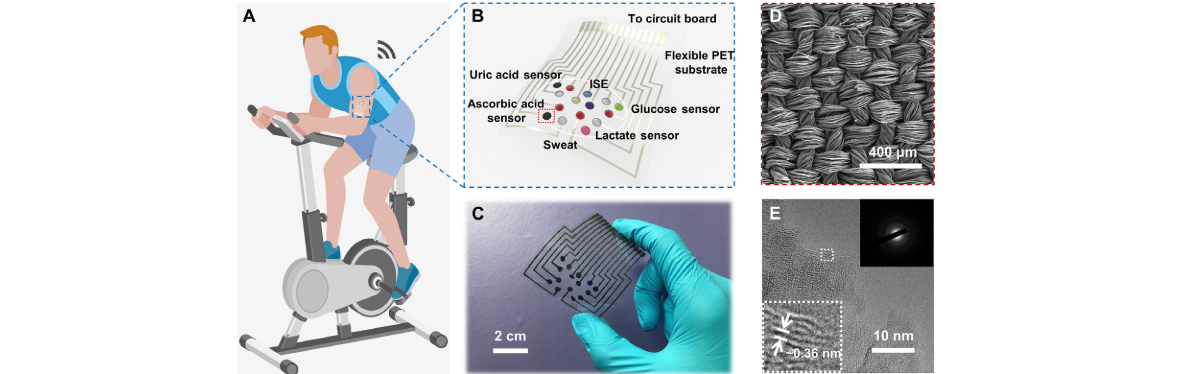 A
B
To circuit board
Flexible PET
substrate
Uric acid sensor
ISE
Ascorbic acid
sensor
Glucose sensor
Lactate sensor
Sweat
C
2 cm
D
400 μm
E
10 nm
~0.36 nm